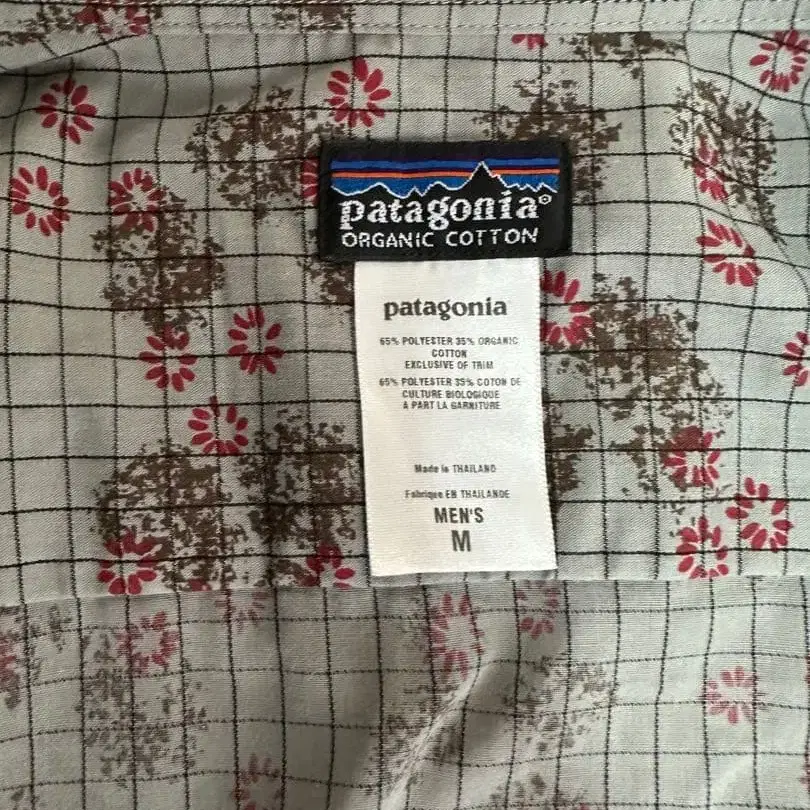 patagonia®
ORGANIC COTTON
patagonia
65% POLYESTER 35% ORGANIC
COTTON
EXCLUSIVE OF TRIM
65% POLYESTER 35% COTON DE
CULTURE BIOLOGIQUE
À PART LA GARNITURE
Made in THAILAND
Fabriqué EN THAILANDE
MEN'S
M